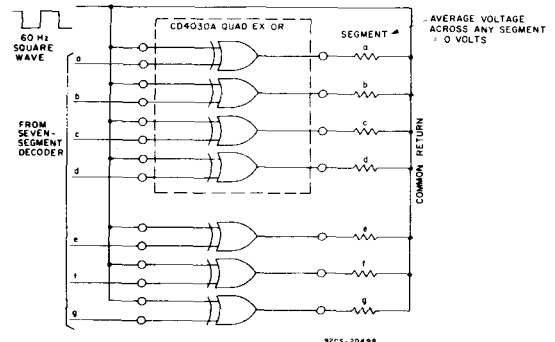 CD4030A QUAD EX OR
60 Hz
SQUARE
WAVE
SEGMENT
AVERAGE VOLTAGE
ACROSS ANY SEGMENT
= 0 VOLTS
FROM
SEVEN-
SEGMENT
DECODER
a
a
b
b
c
c
d
d
COMMON RETURN
e
e
f
f
g
g
92CS-20498